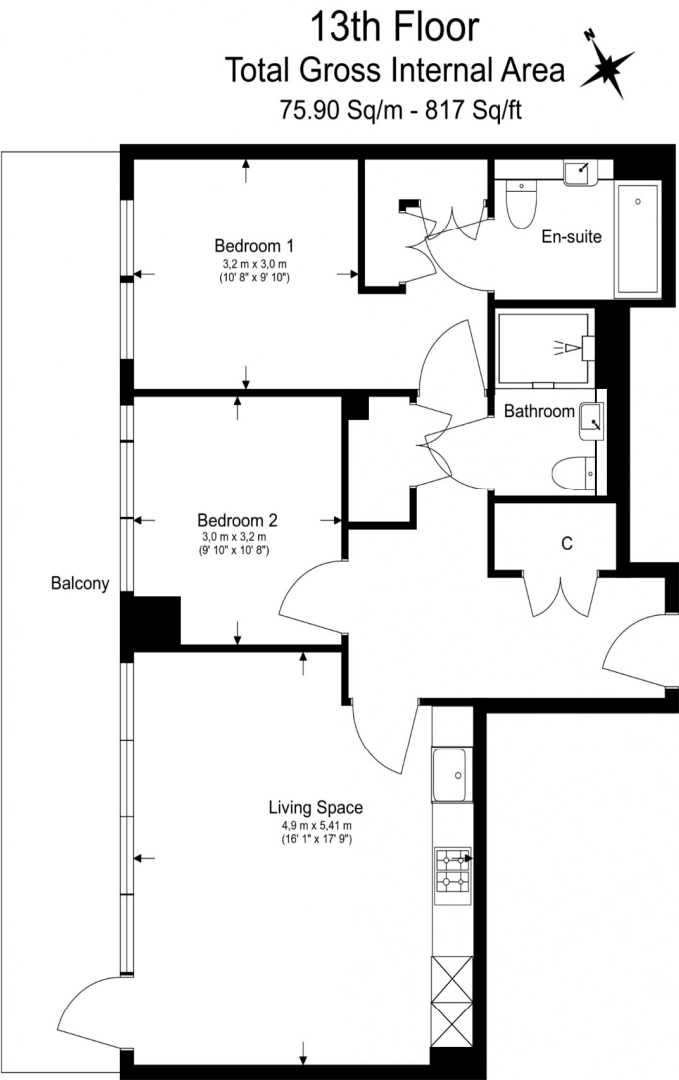 13th Floor
N
Total Gross Internal Area
75.90 Sq/m - 817 Sq/ft
Bedroom 1
3,2 m x 3,0 m
(10' 8" x 9' 10")
En-suite
Bathroom
Bedroom 2
3,0 m x 3,2 m
(9' 10" x 10' 8")
C
Balcony
Living Space
4,9 m x 5,41 m
(16' 1" x 17' 9")